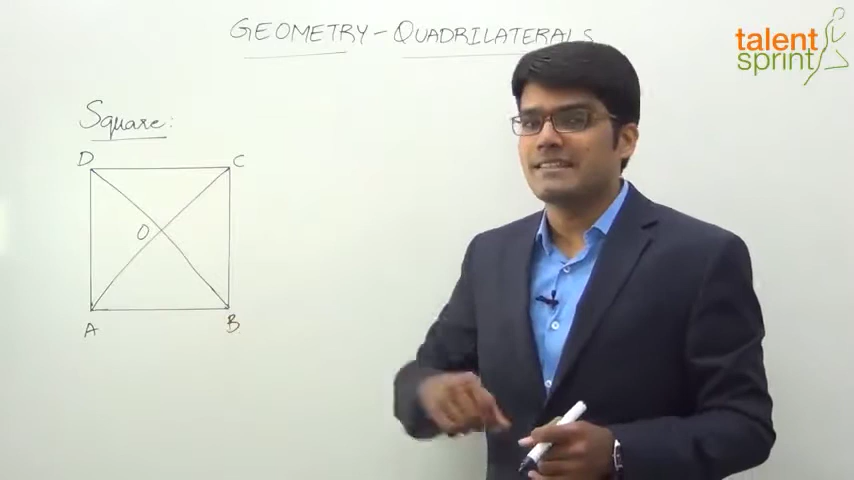 GEOMETRY - QUADRILATERALS
talent
sprint
Square:
D
C
O
A
B